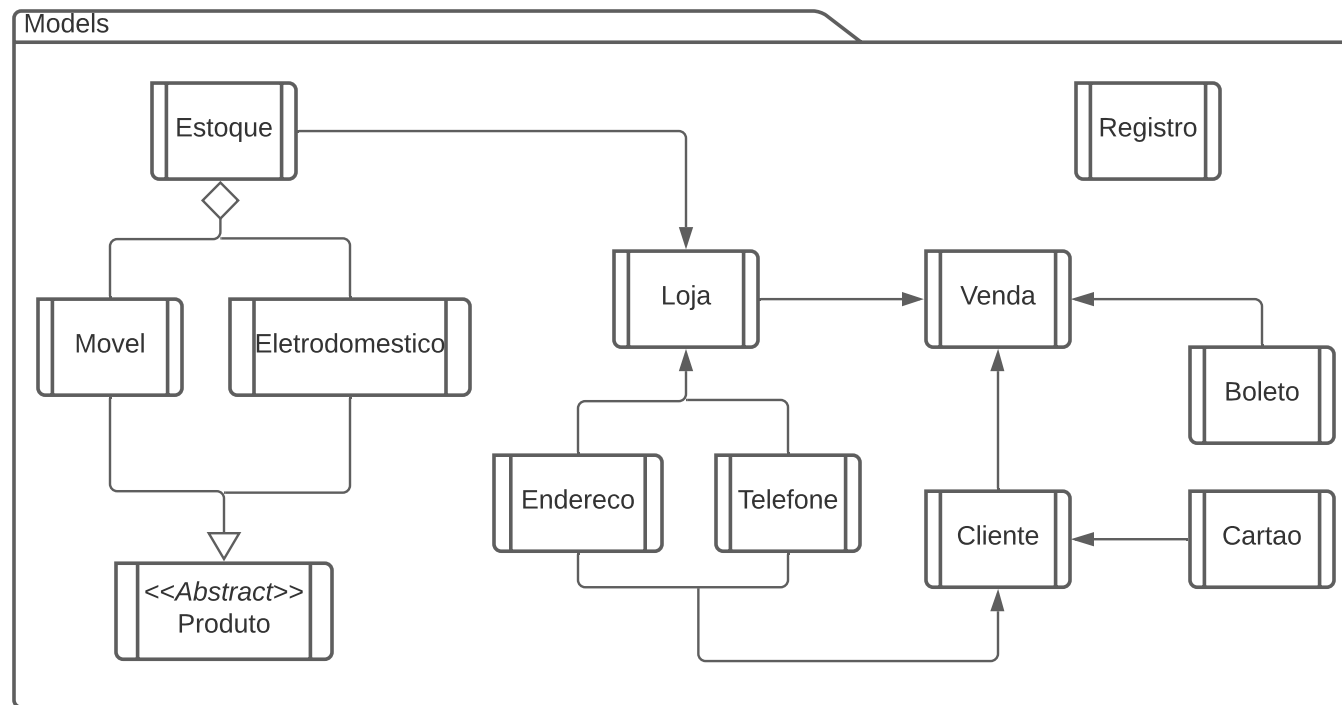 Models
Estoque
Registro
Loja
Venda
Movel
Eletrodomestico
Boleto
Endereco
Telefone
Cliente
Cartao
<<Abstract>>
Produto